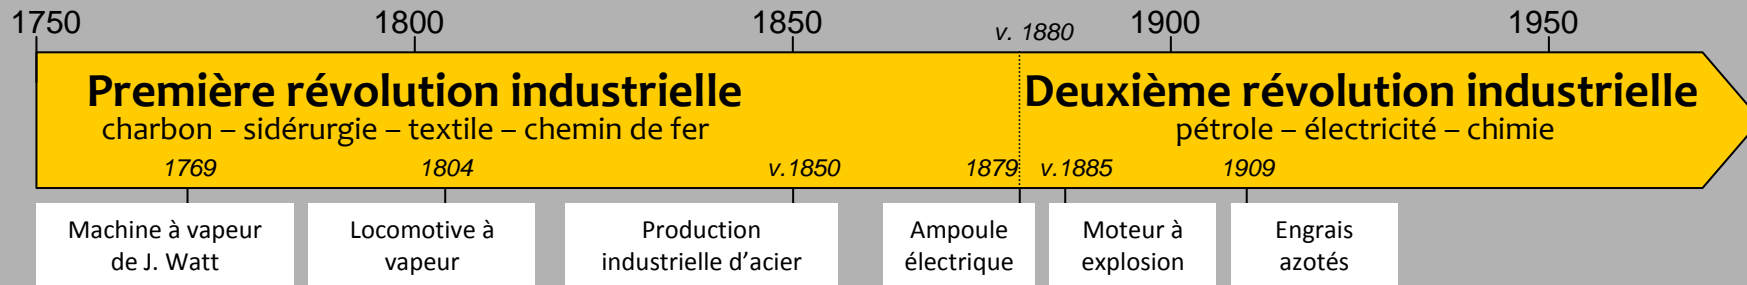 1750 1800 1850 v. 1880 1900 1950
Première révolution industrielle
charbon – sidérurgie – textile – chemin de fer
Deuxième révolution industrielle
pétrole – électricité – chimie
1769 1804 v.1850 1879 v.1885 1909
Machine à vapeur
de J. Watt
Locomotive à
vapeur
Production
industrielle d’acier
Ampoule
électrique
Moteur à
explosion
Engrais
azotés